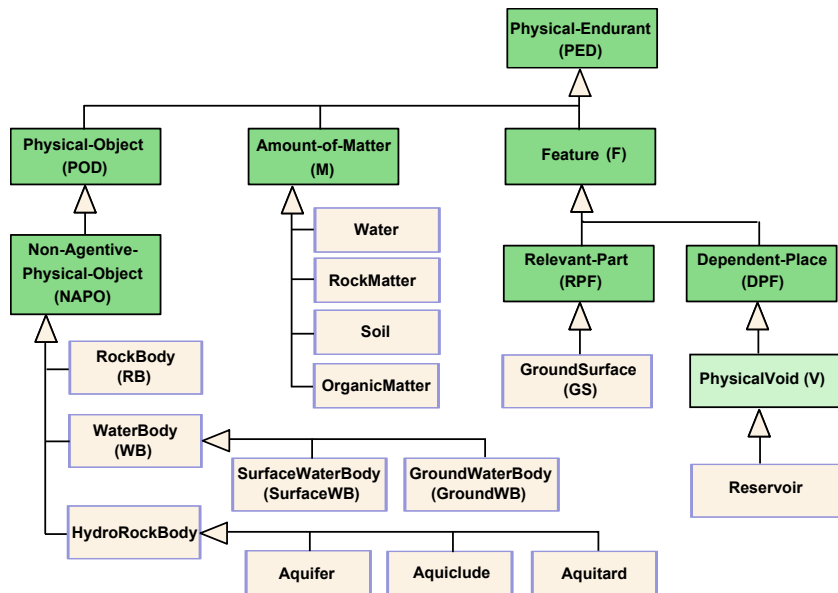 Physical-Endurant
(PED)
Physical-Object
(POD)
Amount-of-Matter
(M)
Feature (F)
Non-Agentive-
Physical-Object
(NAPO)
Water
RockMatter
Soil
OrganicMatter
Relevant-Part
(RPF)
Dependent-Place
(DPF)
RockBody
(RB)
GroundSurface
(GS)
PhysicalVoid (V)
WaterBody
(WB)
SurfaceWaterBody
(SurfaceWB)
GroundWaterBody
(GroundWB)
Reservoir
HydroRockBody
Aquifer
Aquiclude
Aquitard